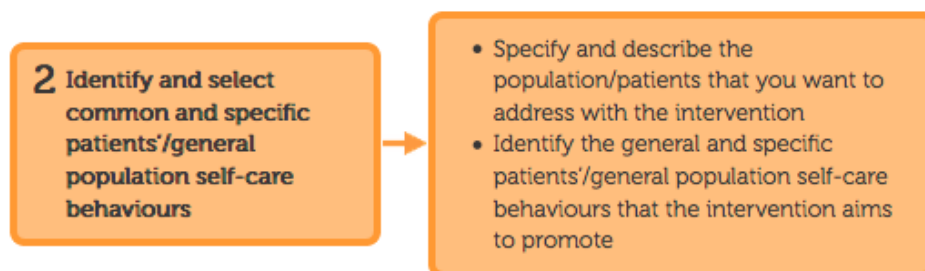 2 Identify and select
common and specific
patients'/general
population self-care
behaviours
• Specify and describe the
population/patients that you want to
address with the intervention
• Identify the general and specific
patients'/general population self-care
behaviours that the intervention aims
to promote